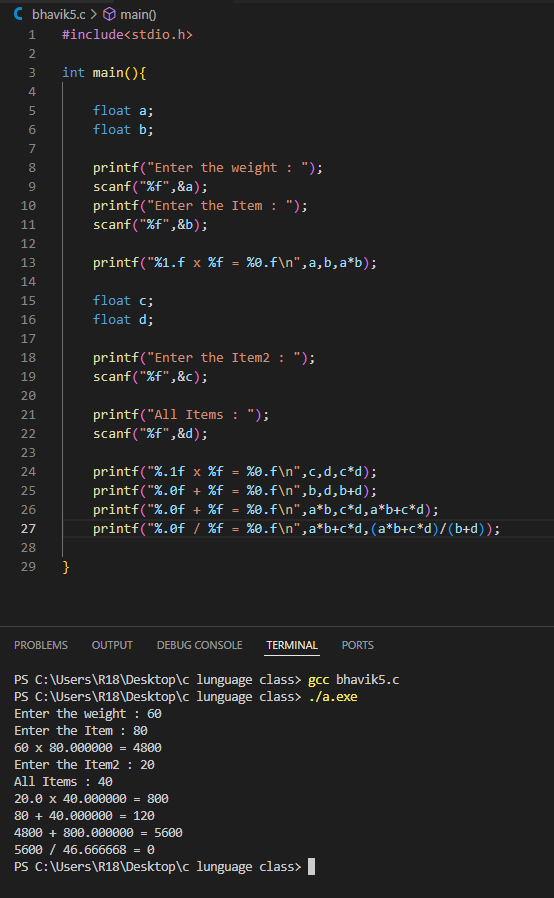 bhavik5.c > main()
1 #include<stdio.h>
2
3 int main(){
4
5 float a;
6 float b;
7
8 printf("Enter the weight : ");
9 scanf("%f",&a);
10 printf("Enter the Item : ");
11 scanf("%f",&b);
12
13 printf("%1.f x %f = %0.f\n",a,b,a*b);
14
15 float c;
16 float d;
17
18 printf("Enter the Item2 : ");
19 scanf("%f",&c);
20
21 printf("All Items : ");
22 scanf("%f",&d);
23
24 printf("%.1f x %f = %0.f\n",c,d,c*d);
25 printf("%.0f + %f = %0.f\n",b,d,b+d);
26 printf("%.0f + %f = %0.f\n",a*b,c*d,a*b+c*d);
27 printf("%.0f / %f = %0.f\n",a*b+c*d,(a*b+c*d)/(b+d));
28
29 }
PROBLEMS OUTPUT DEBUG CONSOLE TERMINAL PORTS
PS C:\Users\R18\Desktop\c lunguage class> gcc bhavik5.c
PS C:\Users\R18\Desktop\c lunguage class> ./a.exe
Enter the weight : 60
Enter the Item : 80
60 x 80.000000 = 4800
Enter the Item2 : 20
All Items : 40
20.0 x 40.000000 = 800
80 + 40.000000 = 120
4800 + 800.000000 = 5600
5600 / 46.666668 = 0
PS C:\Users\R18\Desktop\c lunguage class>